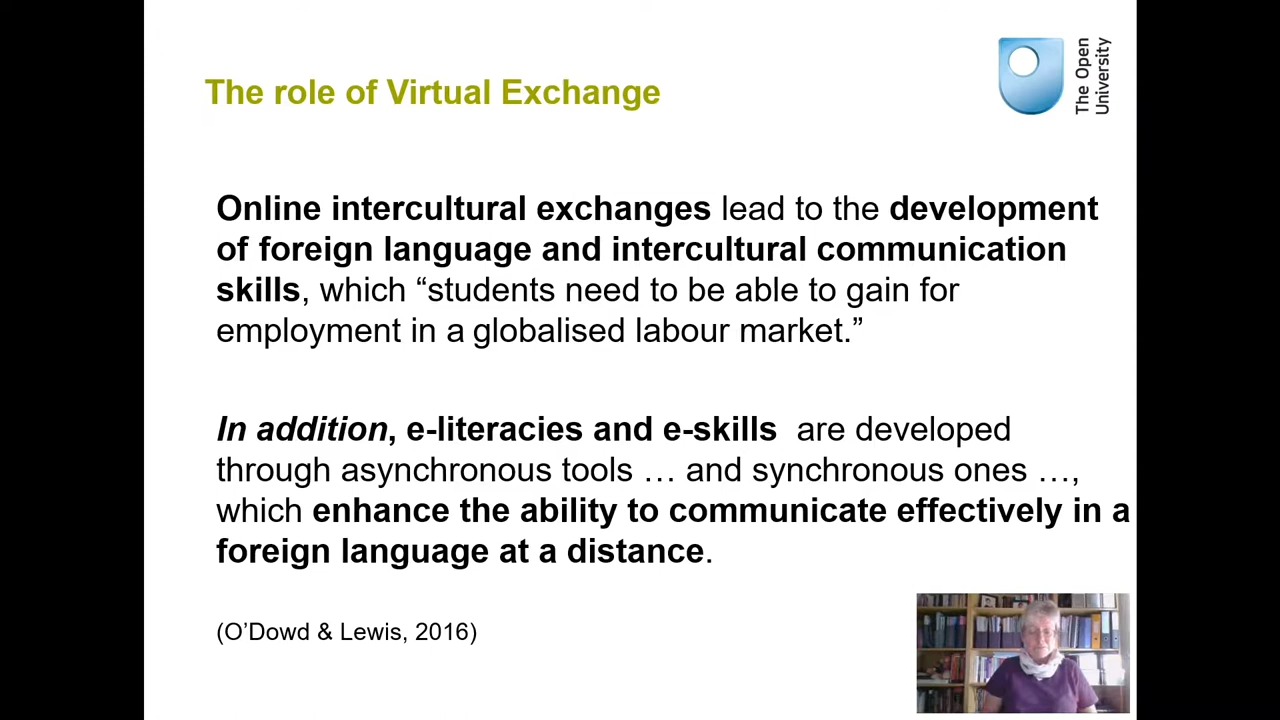 The role of Virtual Exchange
The Open
University
Online intercultural exchanges lead to the development
of foreign language and intercultural communication
skills, which “students need to be able to gain for
employment in a globalised labour market.”
In addition, e-literacies and e-skills are developed
through asynchronous tools … and synchronous ones …,
which enhance the ability to communicate effectively in a
foreign language at a distance.
(O’Dowd & Lewis, 2016)